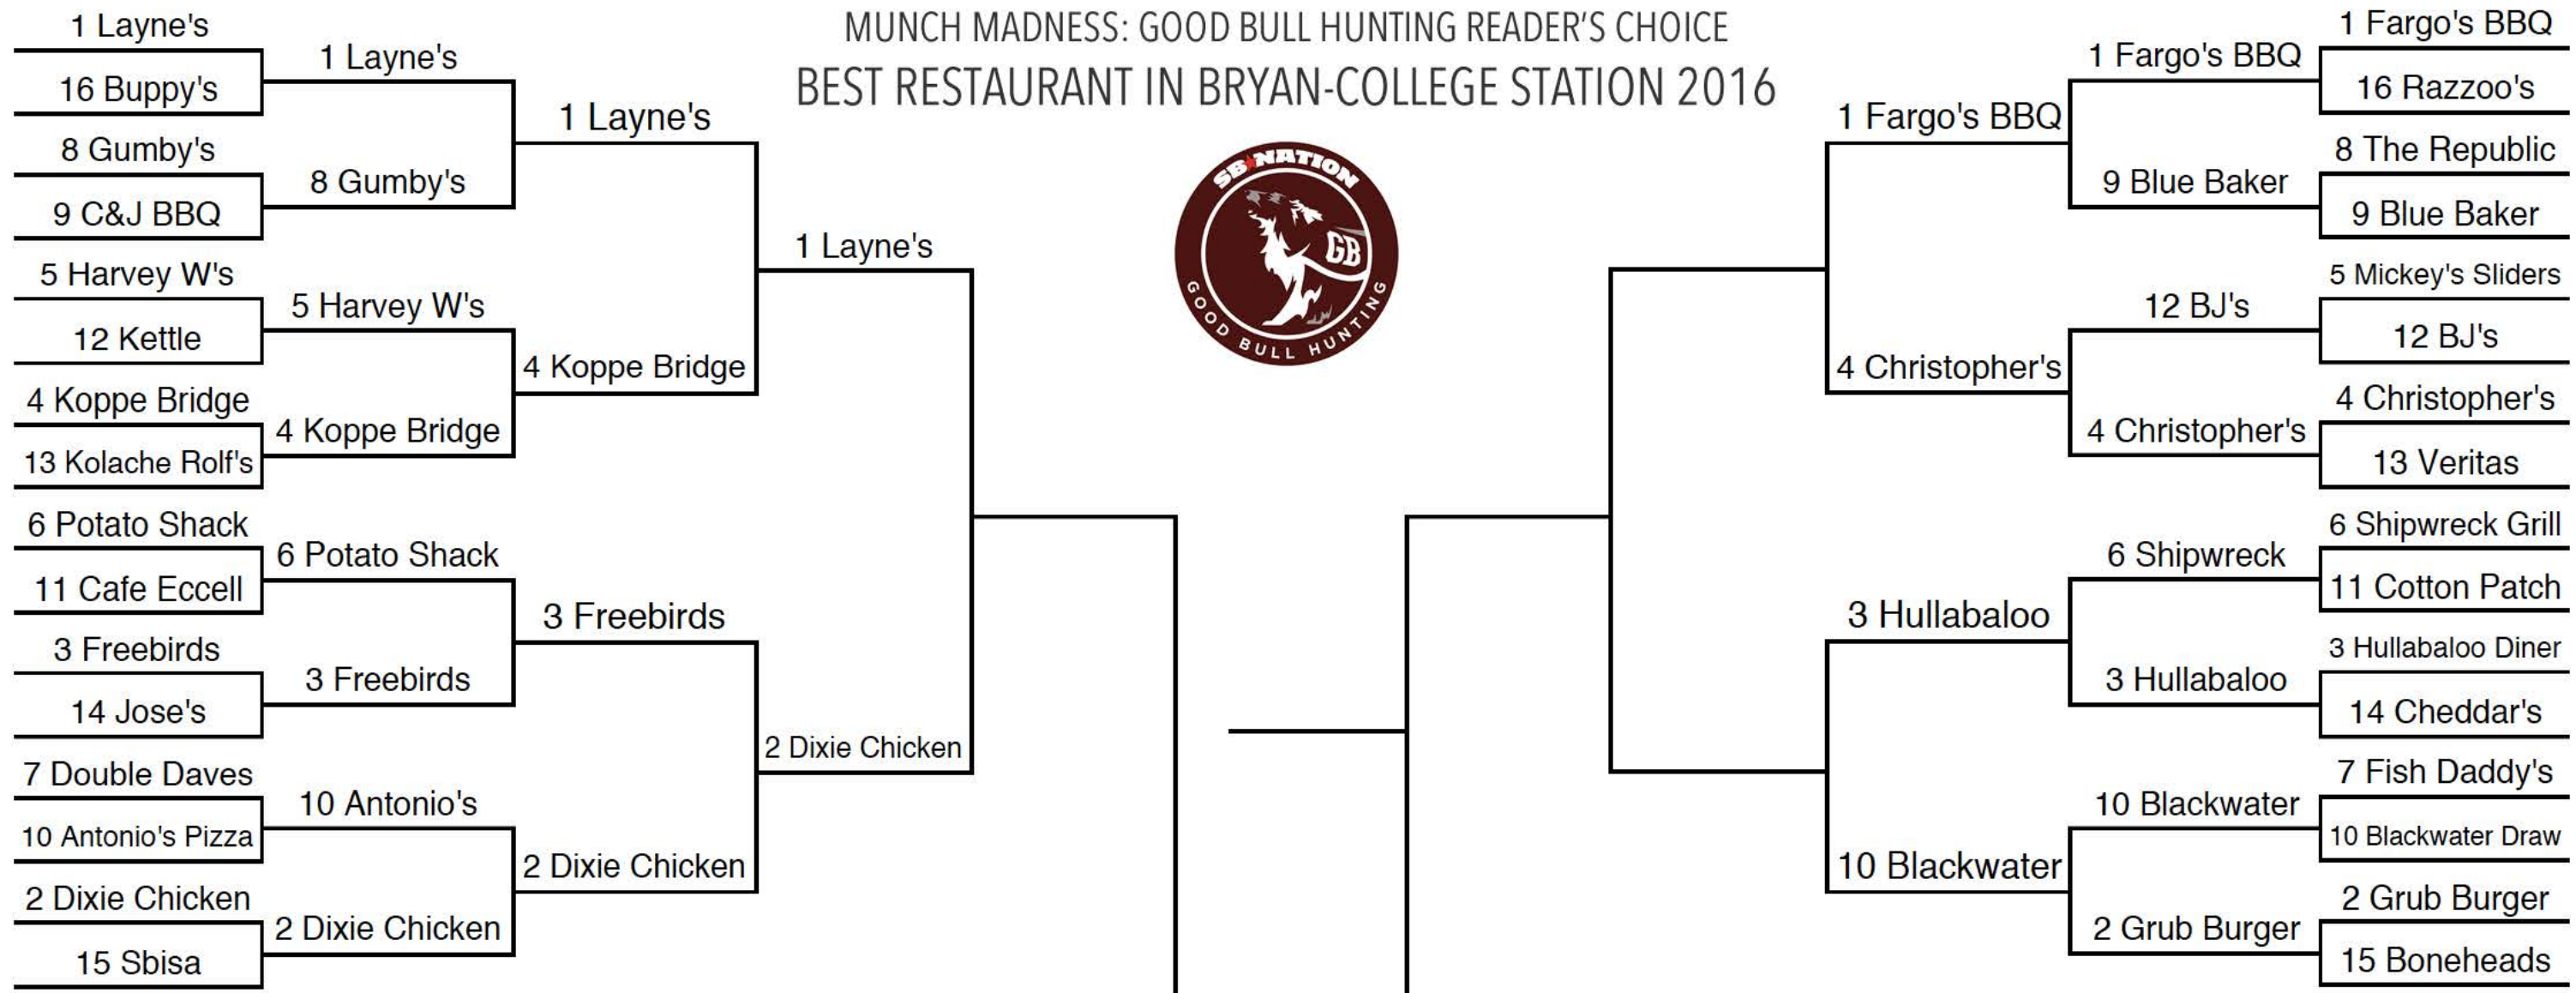 MUNCH MADNESS: GOOD BULL HUNTING READER'S CHOICE
BEST RESTAURANT IN BRYAN-COLLEGE STATION 2016
SB NATION
GB
GOOD BULL HUNTING
1 Layne's
16 Buppy's
8 Gumby's
9 C&J BBQ
5 Harvey W's
12 Kettle
4 Koppe Bridge
13 Kolache Rolf's
6 Potato Shack
11 Cafe Eccell
3 Freebirds
14 Jose's
7 Double Daves
10 Antonio's Pizza
2 Dixie Chicken
15 Sbisa
1 Layne's
8 Gumby's
5 Harvey W's
4 Koppe Bridge
6 Potato Shack
3 Freebirds
10 Antonio's
2 Dixie Chicken
1 Layne's
4 Koppe Bridge
3 Freebirds
2 Dixie Chicken
1 Layne's
2 Dixie Chicken
1 Fargo's BBQ
4 Christopher's
3 Hullabaloo
10 Blackwater
1 Fargo's BBQ
9 Blue Baker
12 BJ's
4 Christopher's
6 Shipwreck
3 Hullabaloo
10 Blackwater
2 Grub Burger
1 Fargo's BBQ
16 Razzoo's
8 The Republic
9 Blue Baker
5 Mickey's Sliders
12 BJ's
4 Christopher's
13 Veritas
6 Shipwreck Grill
11 Cotton Patch
3 Hullabaloo Diner
14 Cheddar's
7 Fish Daddy's
10 Blackwater Draw
2 Grub Burger
15 Boneheads